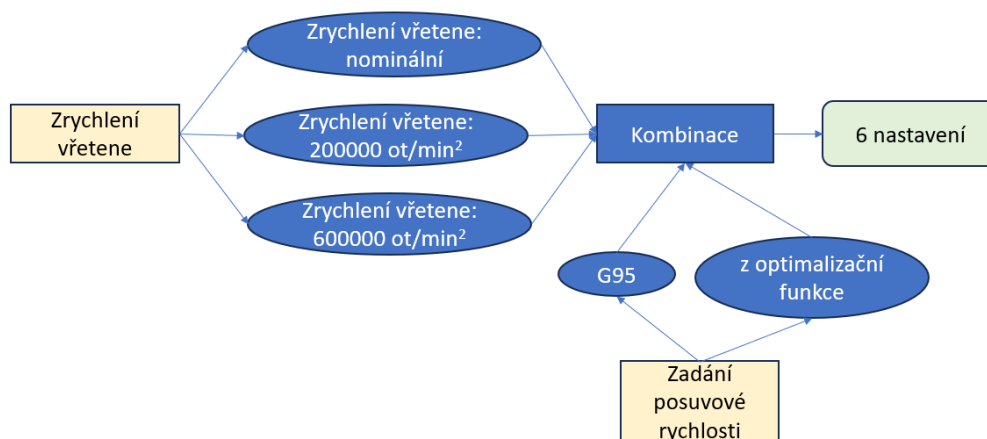 Zrychlení
vřetene
Zrychlení vřetene:
nominální
Zrychlení vřetene:
200000 ot/min²
Zrychlení vřetene:
600000 ot/min²
Kombinace
6 nastavení
G95
z optimalizační
funkce
Zadání
posuvové
rychlosti